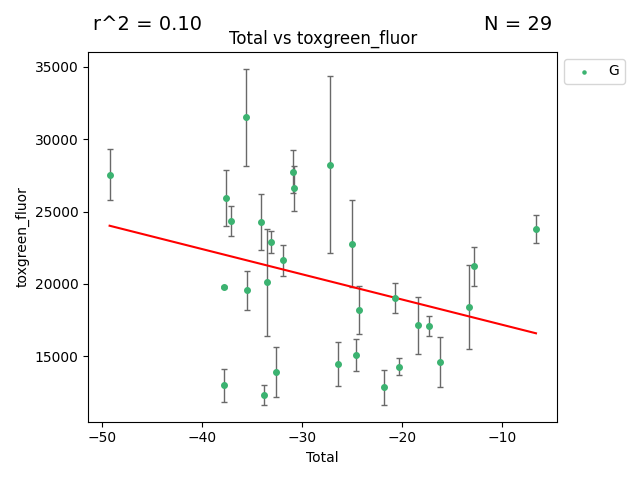 r^2 = 0.10
N = 29
Total vs toxgreen_fluor
G
35000
30000
25000
20000
15000
toxgreen_fluor
−50
−40
−30
−20
−10
Total